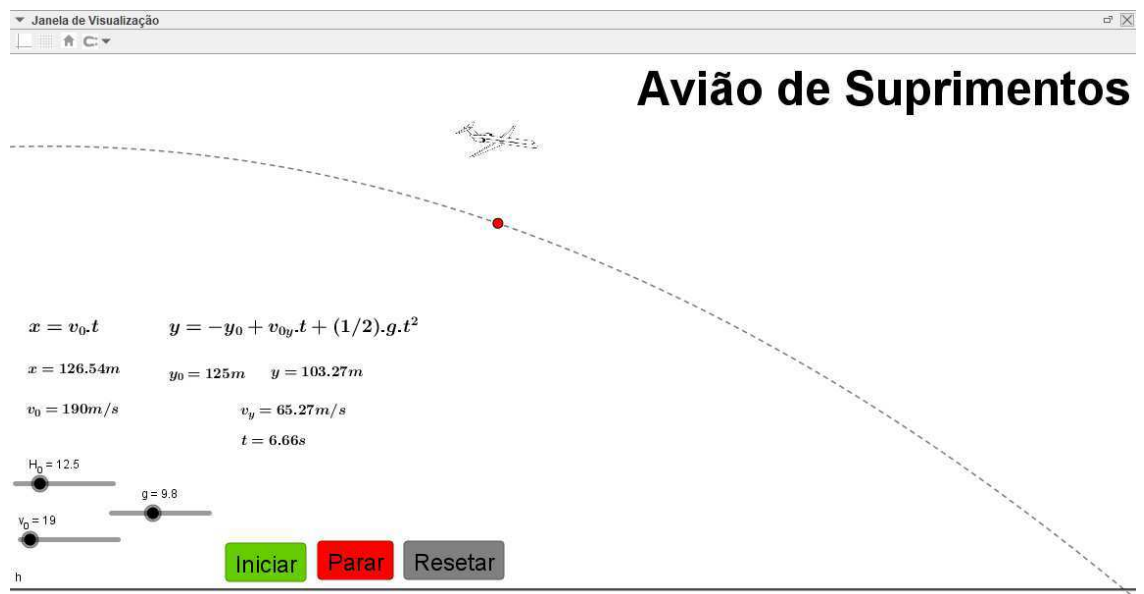 Janela de Visualização
Avião de Suprimentos
x = v₀.t y = −y₀ + v₀y.t + (1/2).g.t²
x = 126.54m y₀ = 125m y = 103.27m
v₀ = 190m/s vy = 65.27m/s
t = 6.66s
H₀ = 12.5
g = 9.8
v₀ = 19
Iniciar Parar Resetar
h